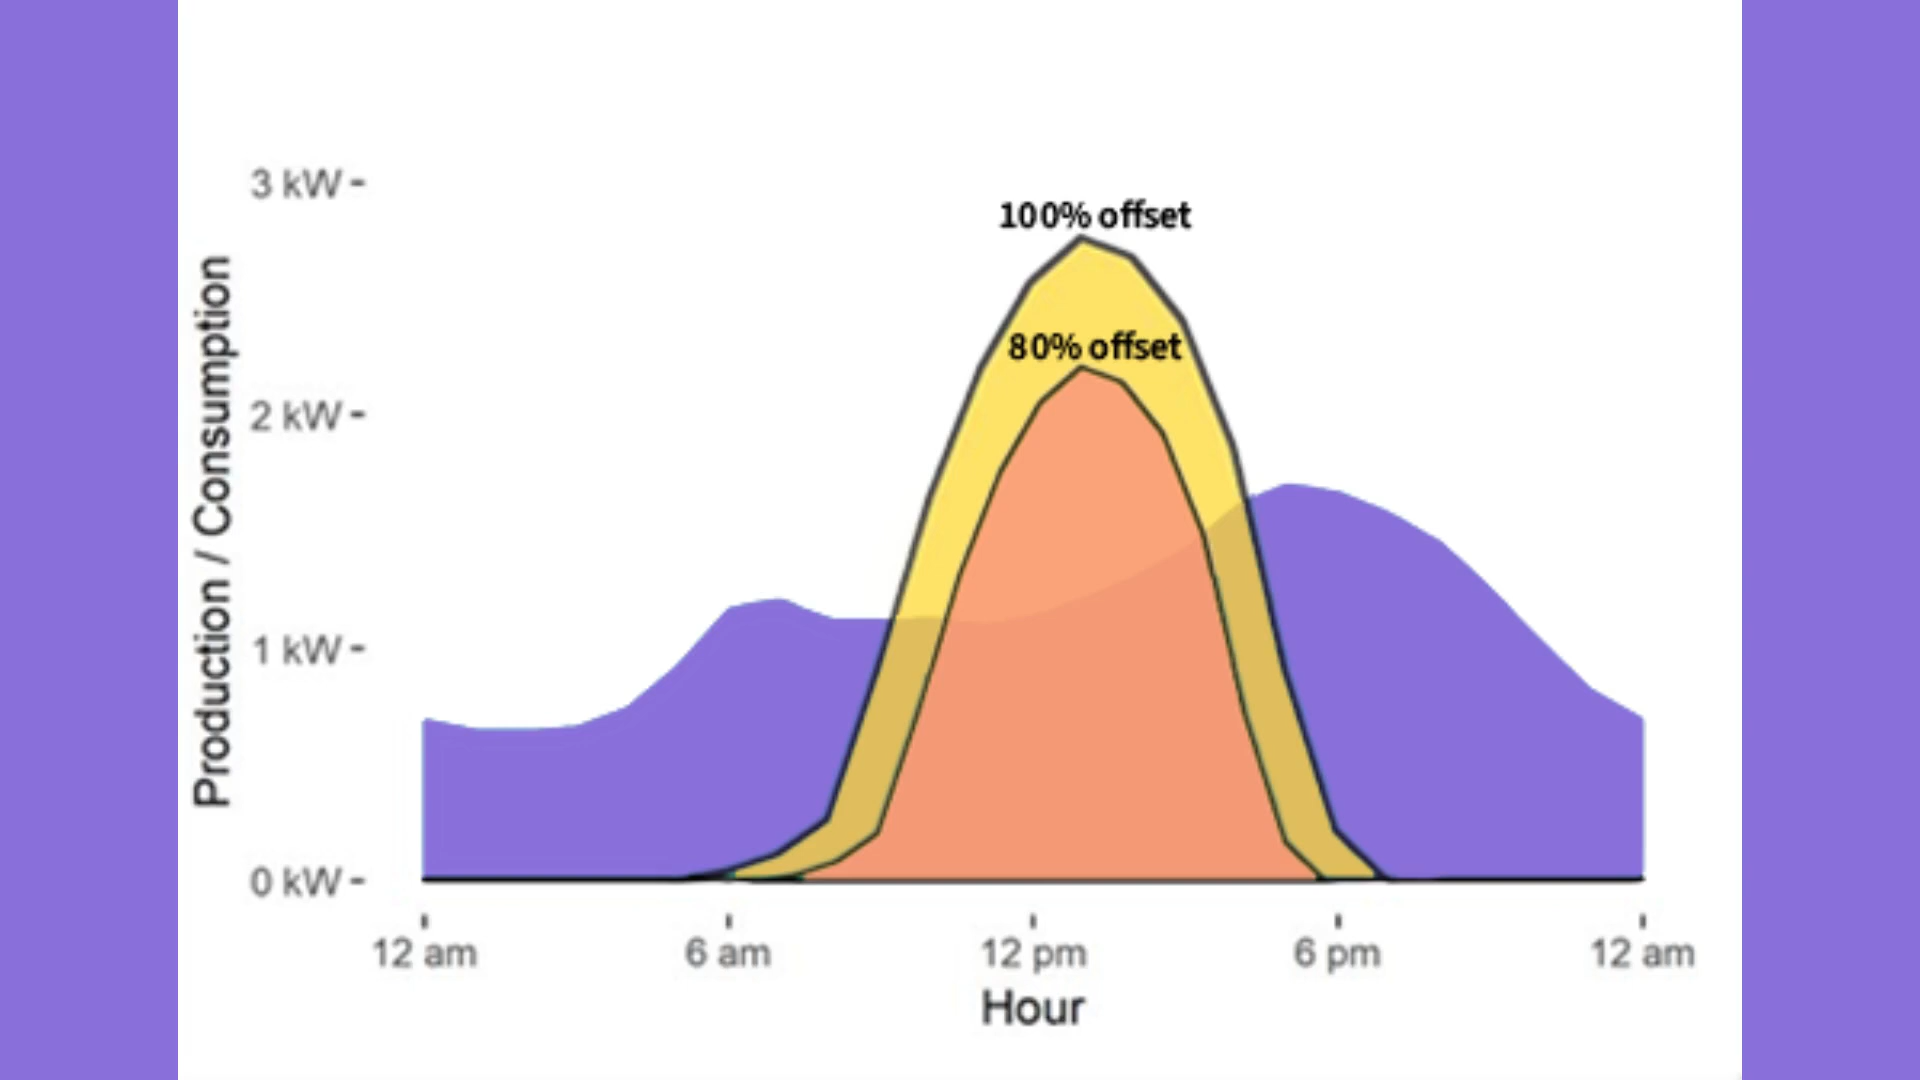 3 kW
100% offset
80% offset
2 kW
1 kW
0 kW
Production / Consumption
12 am
6 am
12 pm
6 pm
12 am
Hour